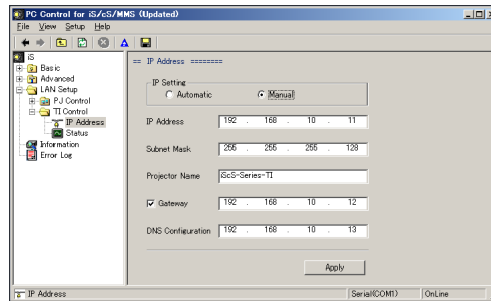 PC Control for iS/cS/MMS (Updated)
File View Setup Help
iS
Basic
Advanced
LAN Setup
PJ Control
TI Control
IP Address
Status
Information
Error Log
== IP Address ========
IP Setting
Automatic Manual
IP Address 192 . 168 . 10 . 11
Subnet Mask 255 . 255 . 255 . 128
Projector Name iScS-Series-TI
Gateway 192 . 168 . 10 . 12
DNS Configuration 192 . 168 . 10 . 13
Apply
IP Address Serial(COM1) OnLine